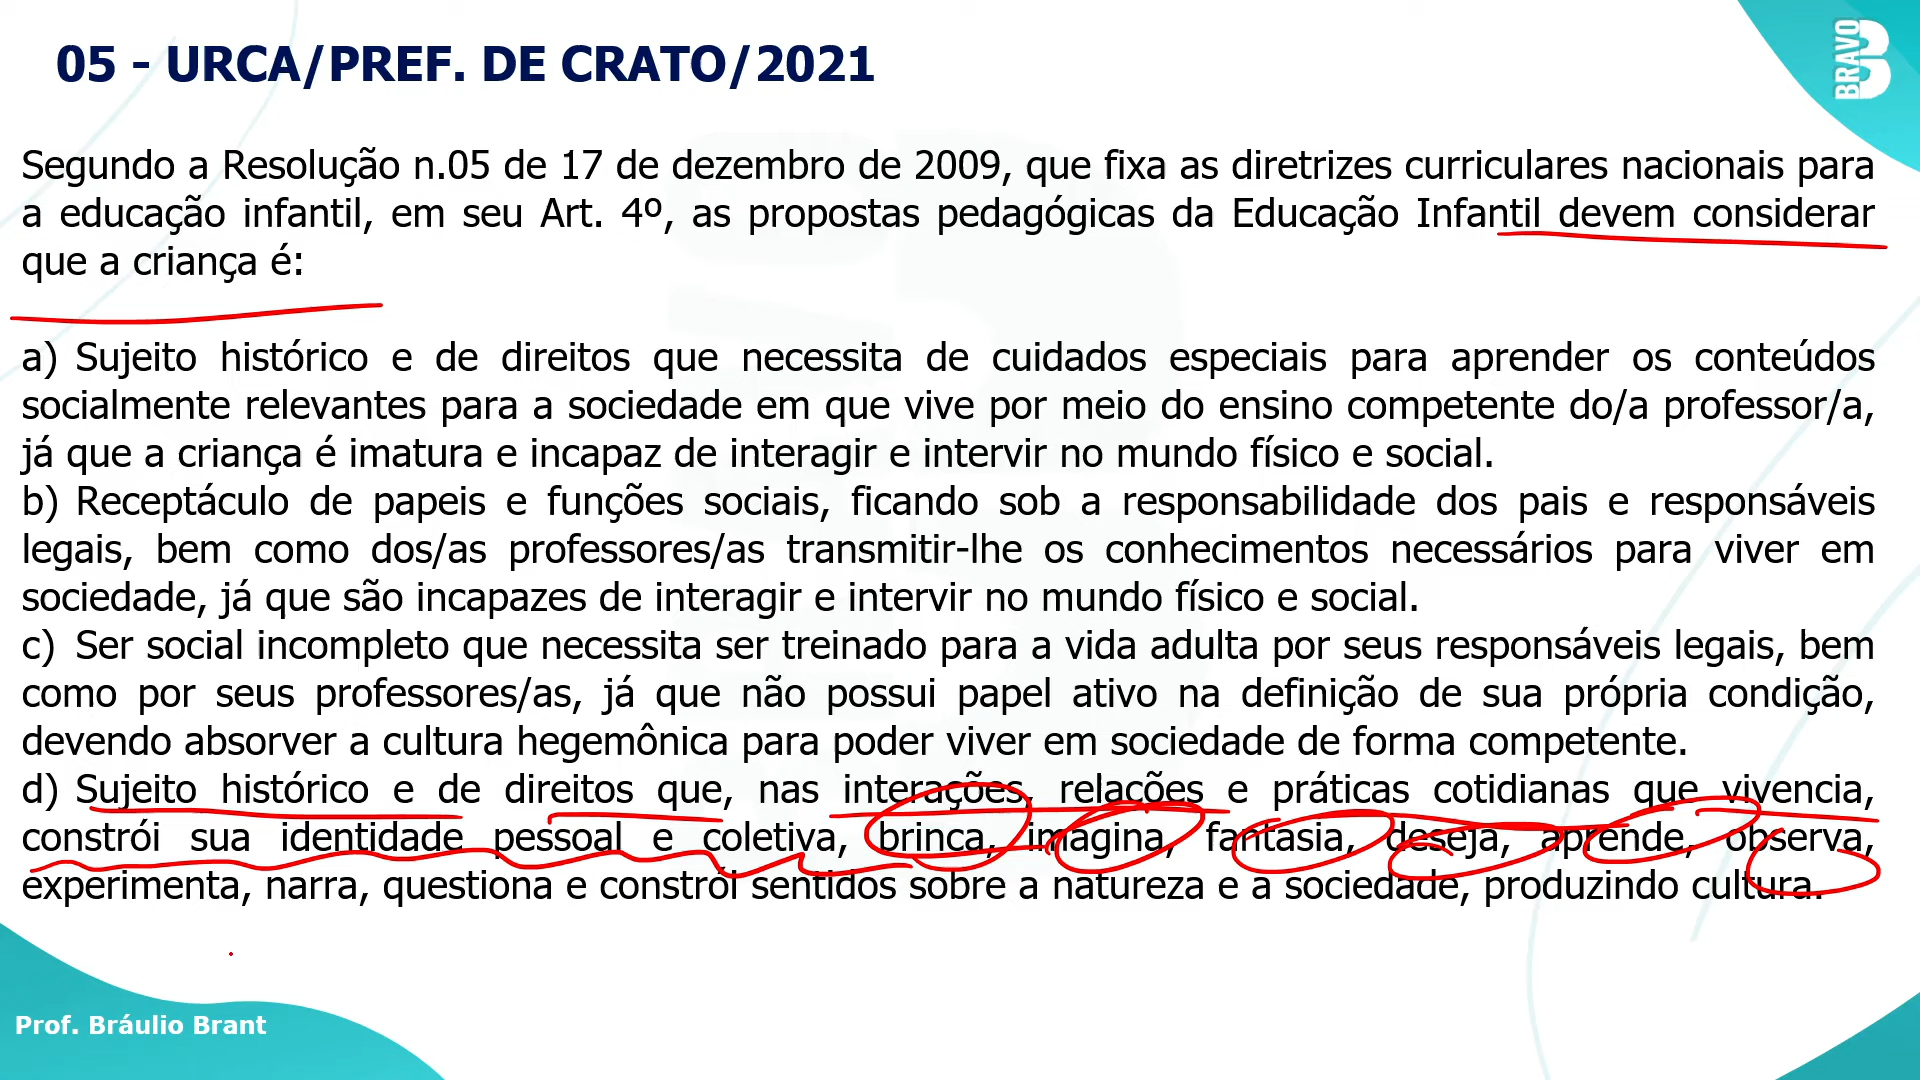 05 - URCA/PREF. DE CRATO/2021
BRAVO
Segundo a Resolução n.05 de 17 de dezembro de 2009, que fixa as diretrizes curriculares nacionais para
a educação infantil, em seu Art. 4º, as propostas pedagógicas da Educação Infantil devem considerar
que a criança é:
a) Sujeito histórico e de direitos que necessita de cuidados especiais para aprender os conteúdos
socialmente relevantes para a sociedade em que vive por meio do ensino competente do/a professor/a,
já que a criança é imatura e incapaz de interagir e intervir no mundo físico e social.
b) Receptáculo de papeis e funções sociais, ficando sob a responsabilidade dos pais e responsáveis
legais, bem como dos/as professores/as transmitir-lhe os conhecimentos necessários para viver em
sociedade, já que são incapazes de interagir e intervir no mundo físico e social.
c) Ser social incompleto que necessita ser treinado para a vida adulta por seus responsáveis legais, bem
como por seus professores/as, já que não possui papel ativo na definição de sua própria condição,
devendo absorver a cultura hegemônica para poder viver em sociedade de forma competente.
d) Sujeito histórico e de direitos que, nas interações, relações e práticas cotidianas que vivencia,
constrói sua identidade pessoal e coletiva, brinca, imagina, fantasia, deseja, aprende, observa,
experimenta, narra, questiona e constrói sentidos sobre a natureza e a sociedade, produzindo cultura.
Prof. Bráulio Brant